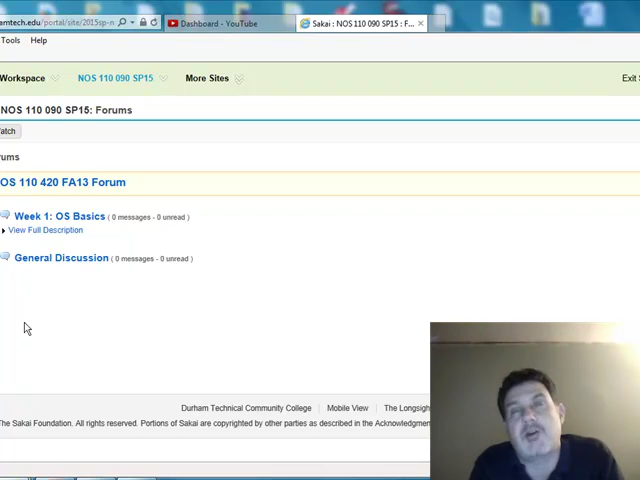 amtech.edu/portal/site/2015sp-n
Dashboard - YouTube
Sakai : NOS 110 090 SP15 : F...
Tools Help
Workspace NOS 110 090 SP15 More Sites Exit
NOS 110 090 SP15: Forums
atch
rums
OS 110 420 FA13 Forum
Week 1: OS Basics ( 0 messages - 0 unread )
View Full Description
General Discussion ( 0 messages - 0 unread )
Durham Technical Community College Mobile View The Longsigh
The Sakai Foundation. All rights reserved. Portions of Sakai are copyrighted by other parties as described in the Acknowledgmen